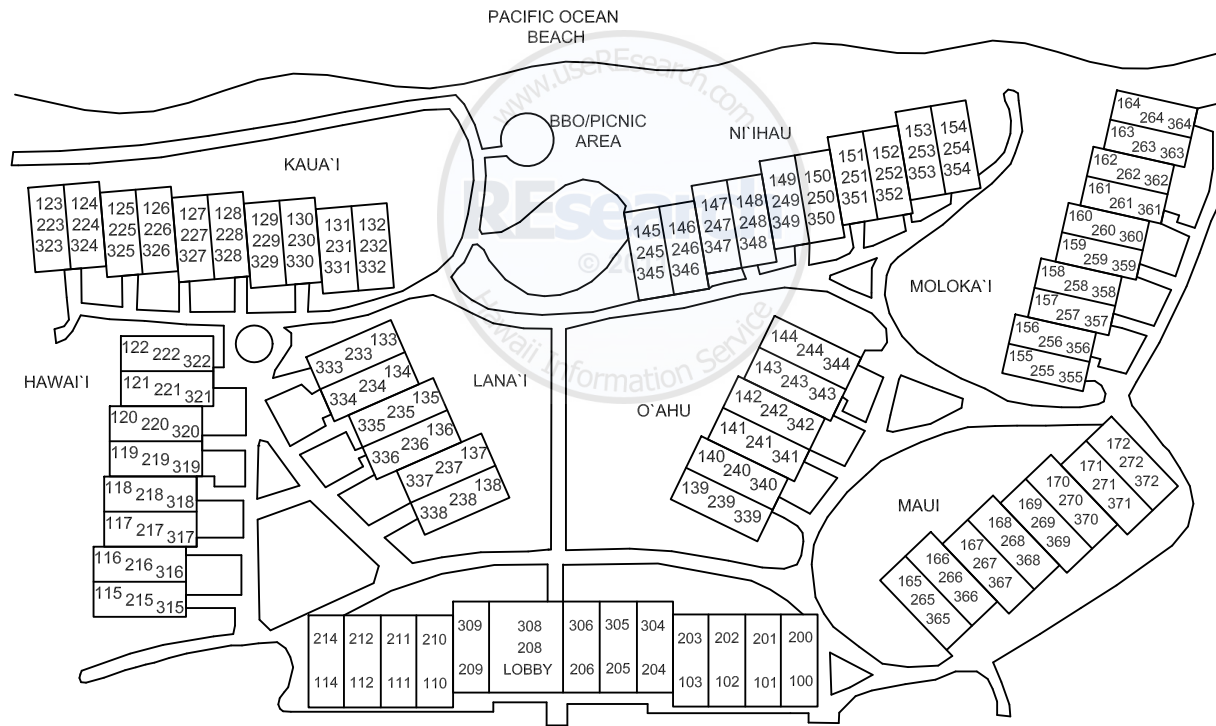 PACIFIC OCEAN
BEACH
www.useREsearch.com
BBO/PICNIC
AREA
NI`IHAU
KAUA`I
REsearch
Hawaii Information Service
123 124 125 126 127 128 129 130 131 132
223 224 225 226 227 228 229 230 231 232
323 324 325 326 327 328 329 330 331 332
145 146 147 148 149 150 151 152 153 154
245 246 247 248 249 250 251 252 253 254
345 346 347 348 349 350 351 352 353 354
MOLOKA`I
164 264 364
163 263 363
162 262 362
161 261 361
160 260 360
159 259 359
158 258 358
157 257 357
156 256 356
155 255 355
HAWAI`I
122 222 322
121 221 321
120 220 320
119 219 319
118 218 318
117 217 317
116 216 316
115 215 315
LANA`I
333 233 133
334 234 134
335 235 135
336 236 136
337 237 137
338 238 138
O`AHU
144 244 344
143 243 343
142 242 342
141 241 341
140 240 340
139 239 339
MAUI
172 272 372
171 271 371
170 270 370
169 269 369
168 268 368
167 267 367
166 266 366
165 265 365
214 212 211 210 309 308 306 305 304 203 202 201 200
208
114 112 111 110 209 LOBBY 206 205 204 103 102 101 100